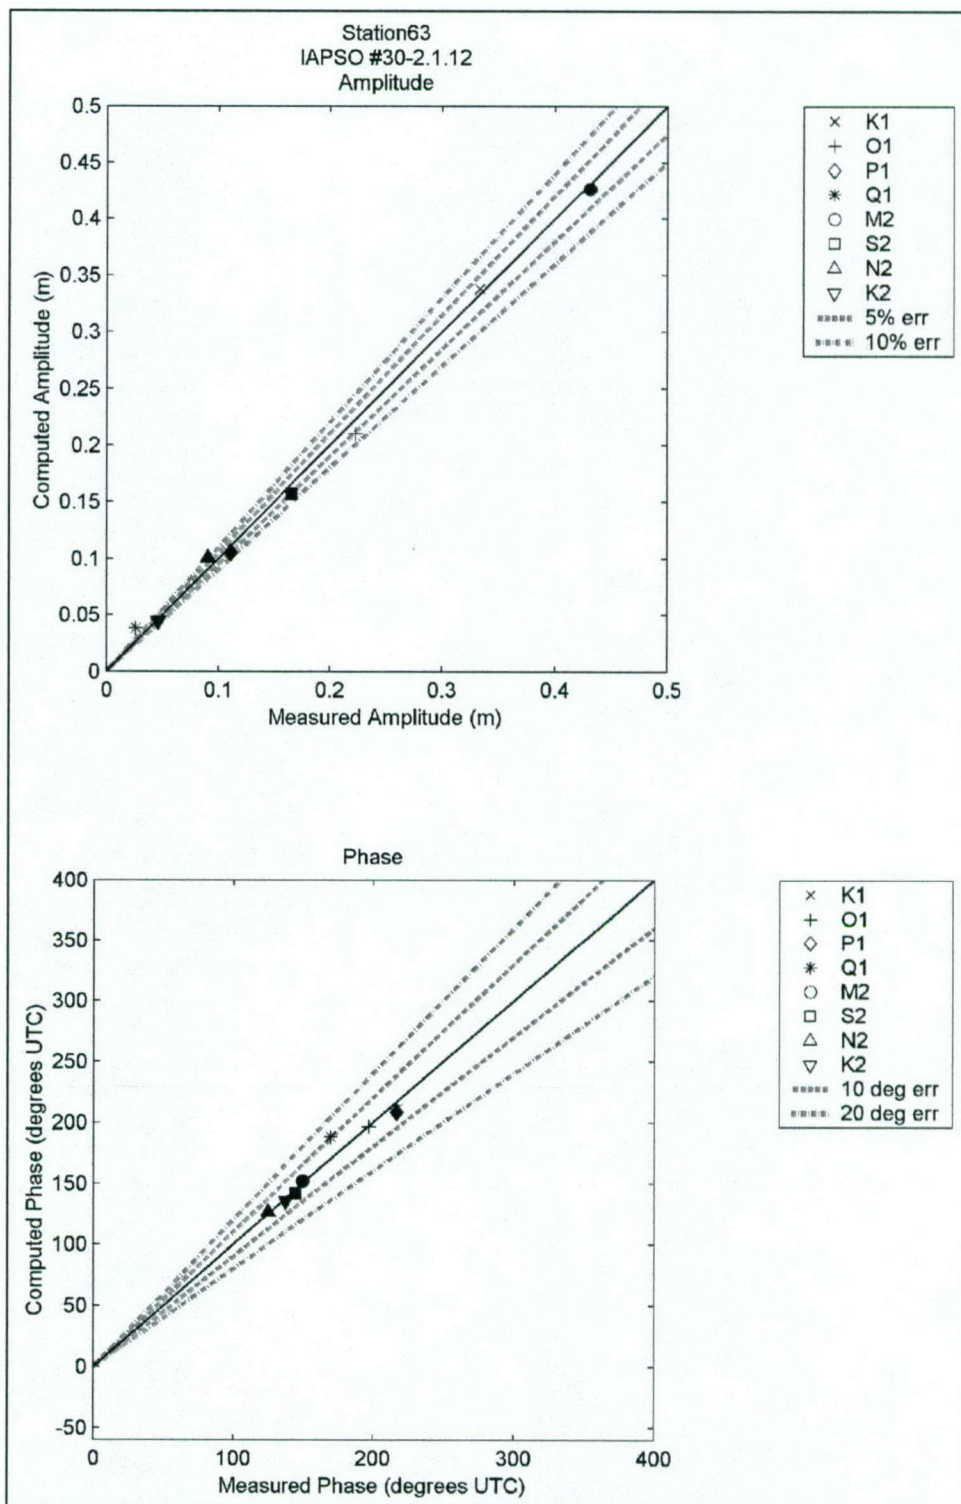 Station63
IAPSO #30-2.1.12
Amplitude
0.5
0.45
0.4
0.35
0.3
0.25
0.2
0.15
0.1
0.05
0
Computed Amplitude (m)
0 0.1 0.2 0.3 0.4 0.5
Measured Amplitude (m)
K1
O1
P1
Q1
M2
S2
N2
K2
5% err
10% err
Phase
400
350
300
250
200
150
100
50
0
-50
Computed Phase (degrees UTC)
0 100 200 300 400
Measured Phase (degrees UTC)
K1
O1
P1
Q1
M2
S2
N2
K2
10 deg err
20 deg err